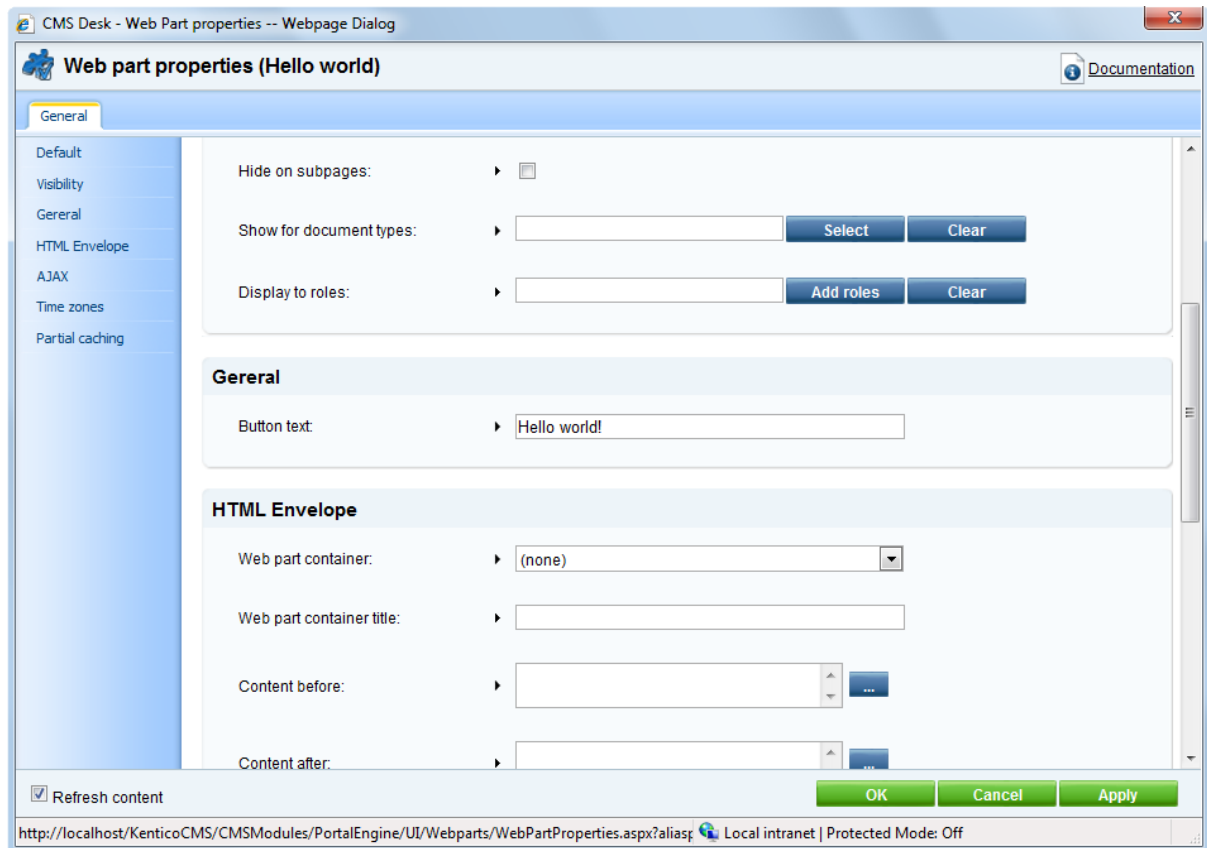 CMS Desk - Web Part properties -- Webpage Dialog
x
Web part properties (Hello world)
Documentation
General
Default
Visibility
Gereral
HTML Envelope
AJAX
Time zones
Partial caching
Hide on subpages:
Show for document types:
Select
Clear
Display to roles:
Add roles
Clear
Gereral
Button text:
Hello world!
HTML Envelope
Web part container:
(none)
Web part container title:
Content before:
...
Content after:
...
Refresh content
OK
Cancel
Apply
http://localhost/KenticoCMS/CMSModules/PortalEngine/UI/Webparts/WebPartProperties.aspx?aliasp
Local intranet | Protected Mode: Off